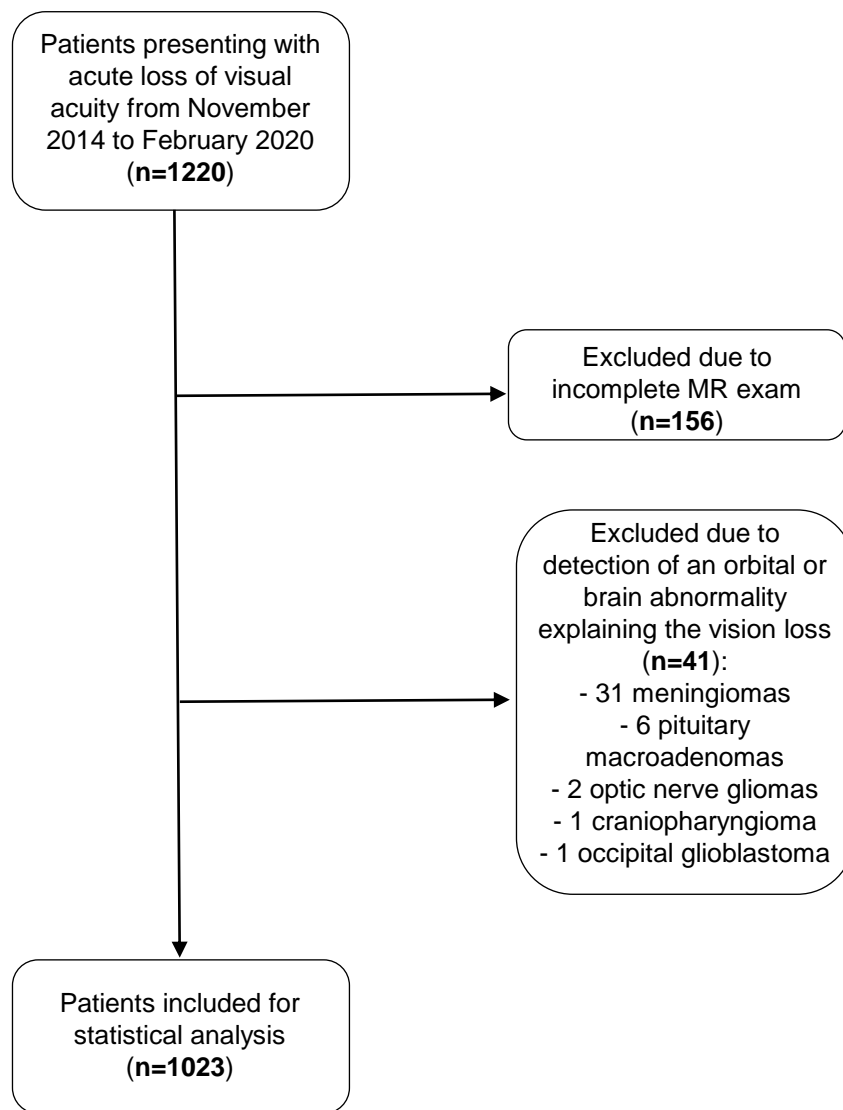 Patients presenting with
acute loss of visual
acuity from November
2014 to February 2020
(n=1220)
Excluded due to
incomplete MR exam
(n=156)
Excluded due to
detection of an orbital or
brain abnormality
explaining the vision loss
(n=41):
- 31 meningiomas
- 6 pituitary
macroadenomas
- 2 optic nerve gliomas
- 1 craniopharyngioma
- 1 occipital glioblastoma
Patients included for
statistical analysis
(n=1023)